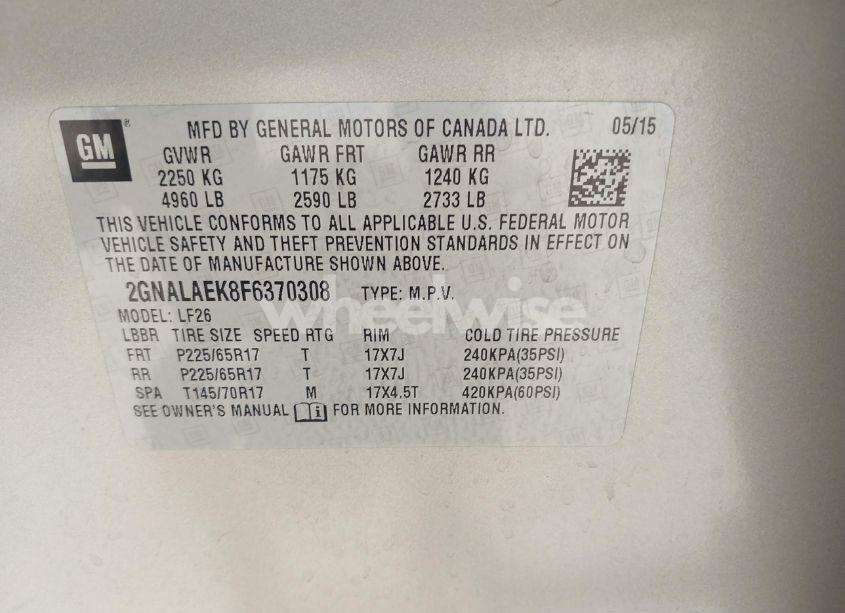 GM ® MFD BY GENERAL MOTORS OF CANADA LTD. 05/15
GVWR GAWR FRT GAWR RR
2250 KG 1175 KG 1240 KG
4960 LB 2590 LB 2733 LB
THIS VEHICLE CONFORMS TO ALL APPLICABLE U.S. FEDERAL MOTOR
VEHICLE SAFETY AND THEFT PREVENTION STANDARDS IN EFFECT ON
THE DATE OF MANUFACTURE SHOWN ABOVE.
2GNALAEK8F6370308 TYPE: M.P.V.
wheelwise
MODEL: LF26
LBBR TIRE SIZE SPEED RTG RIM COLD TIRE PRESSURE
FRT P225/65R17 T 17X7J 240KPA(35PSI)
RR P225/65R17 T 17X7J 240KPA(35PSI)
SPA T145/70R17 M 17X4.5T 420KPA(60PSI)
SEE OWNER'S MANUAL i FOR MORE INFORMATION.